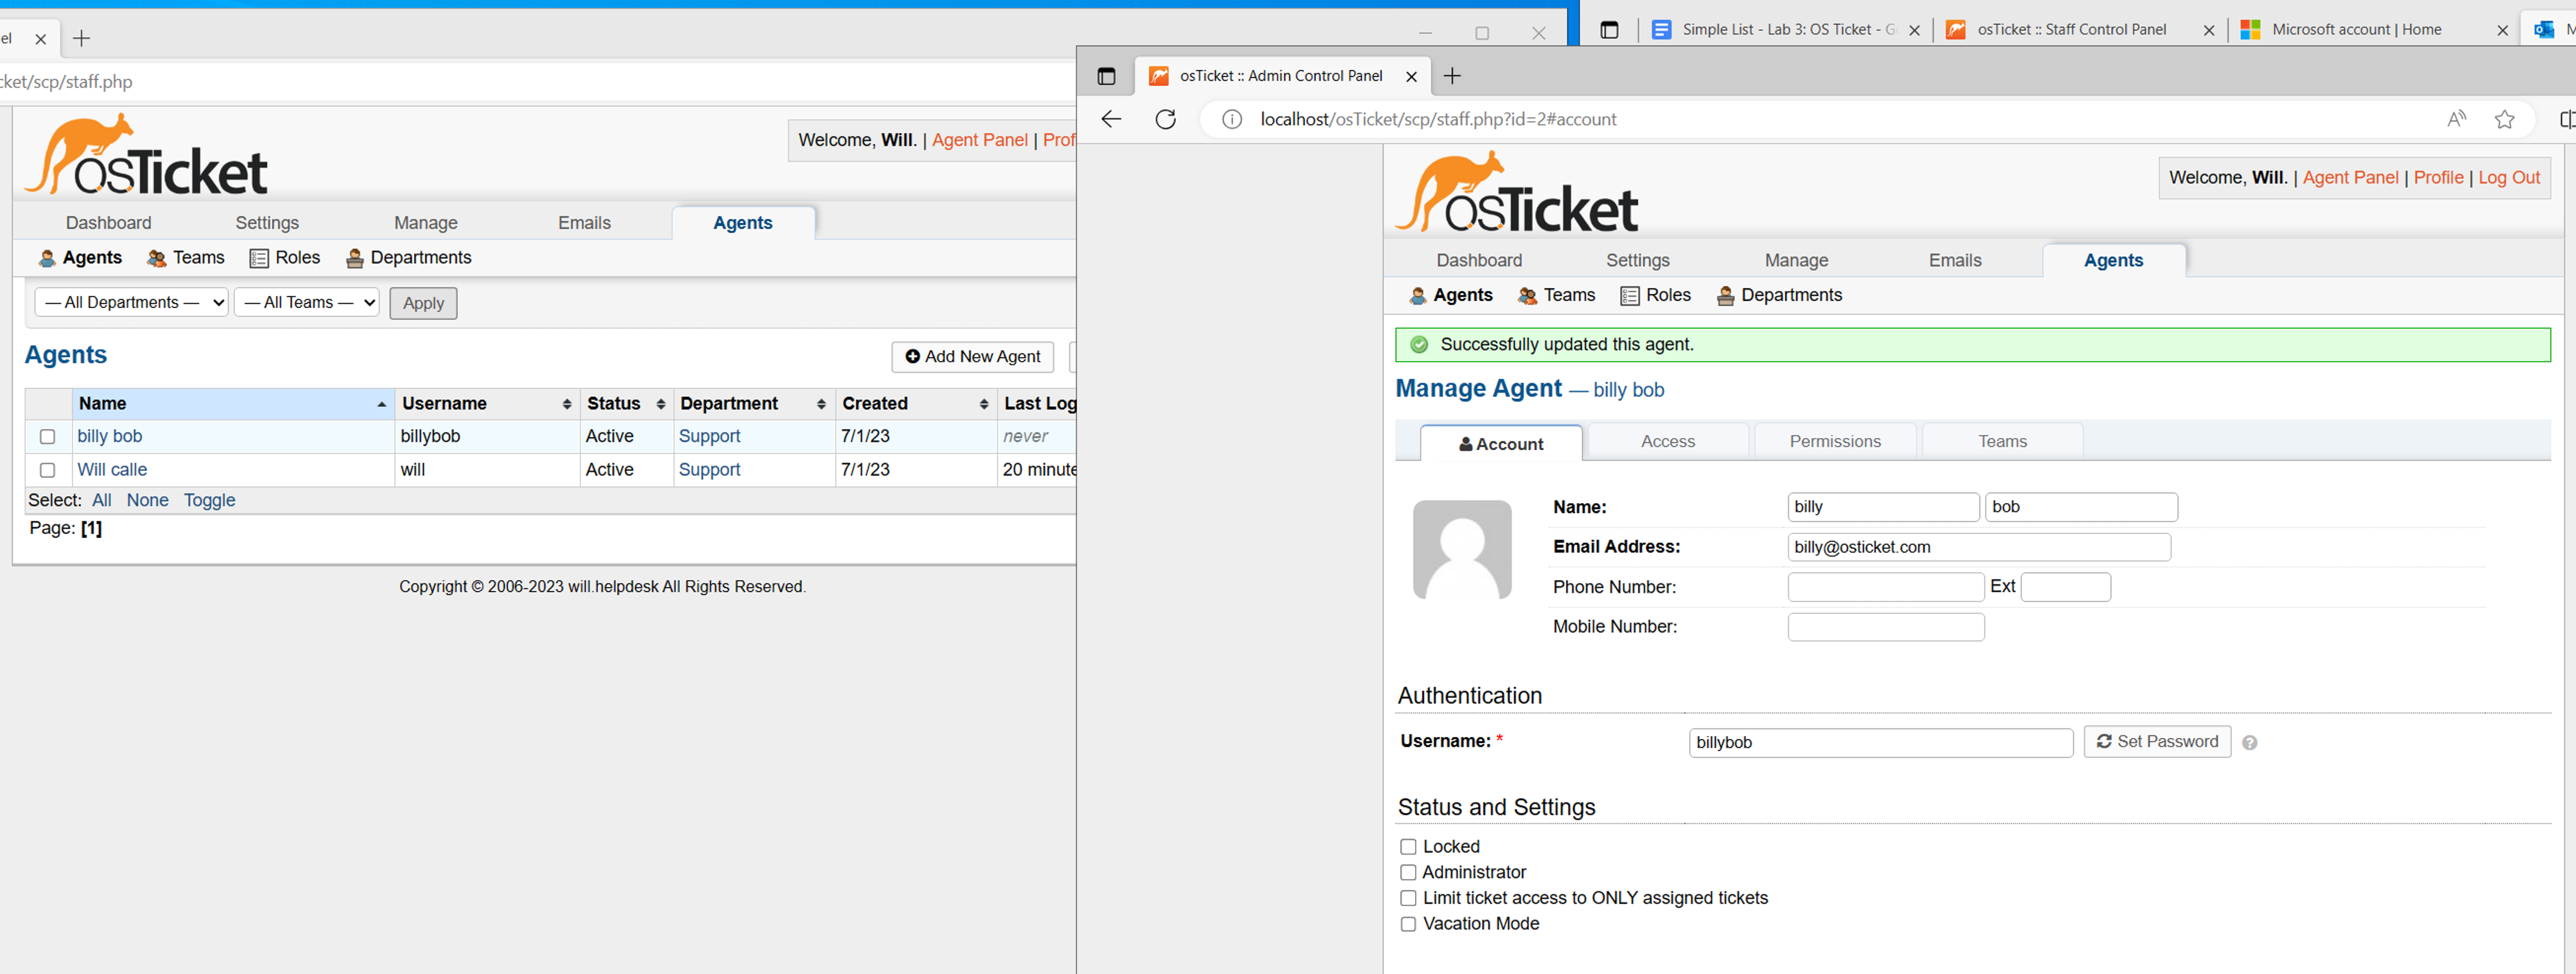 el
cket/scp/staff.php
osTicket
Welcome, Will. | Agent Panel | Prof
Dashboard Settings Manage Emails Agents
Agents Teams Roles Departments
— All Departments — — All Teams — Apply
Agents
Add New Agent
Name Username Status Department Created Last Log
billy bob billybob Active Support 7/1/23 never
Will calle will Active Support 7/1/23 20 minute
Select: All None Toggle
Page: [1]
Copyright © 2006-2023 will.helpdesk All Rights Reserved.
Simple List - Lab 3: OS Ticket - G osTicket :: Staff Control Panel Microsoft account | Home M
osTicket :: Admin Control Panel
localhost/osTicket/scp/staff.php?id=2#account
osTicket
Welcome, Will. | Agent Panel | Profile | Log Out
Dashboard Settings Manage Emails Agents
Agents Teams Roles Departments
Successfully updated this agent.
Manage Agent — billy bob
Account Access Permissions Teams
Name: billy bob
Email Address: billy@osticket.com
Phone Number: Ext
Mobile Number:
Authentication
Username: * billybob Set Password ?
Status and Settings
Locked
Administrator
Limit ticket access to ONLY assigned tickets
Vacation Mode